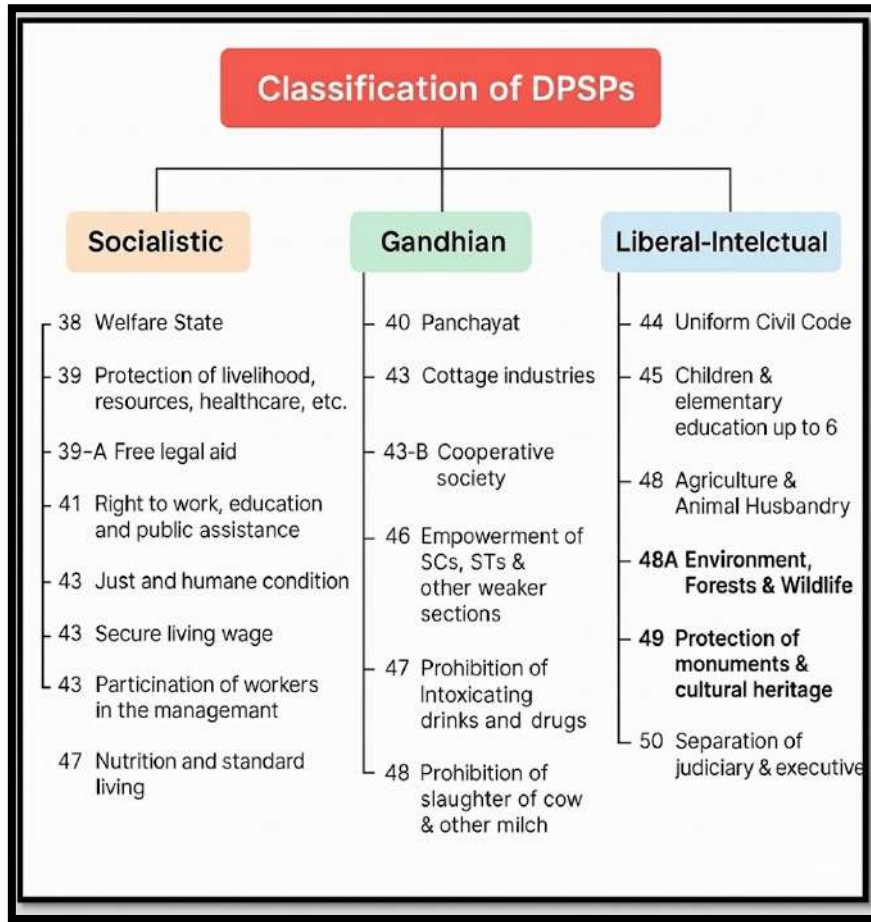 Classification of DPSPs
Socialistic
38 Welfare State
39 Protection of livelihood,
resources, healthcare, etc.
39-A Free legal aid
41 Right to work, education
and public assistance
43 Just and humane condition
43 Secure living wage
43 Particination of workers
in the managemant
47 Nutrition and standard
living
Gandhian
40 Panchayat
43 Cottage industries
43-B Cooperative
society
46 Empowerment of
SCs, STs &
other weaker
sections
47 Prohibition of
Intoxicating
drinks and drugs
48 Prohibition of
slaughter of cow
& other milch
Liberal-Intelctual
44 Uniform Civil Code
45 Children &
elementary
education up to 6
48 Agriculture &
Animal Husbandry
48A Environment,
Forests & Wildlife
49 Protection of
monuments &
cultural heritage
50 Separation of
judiciary & executive